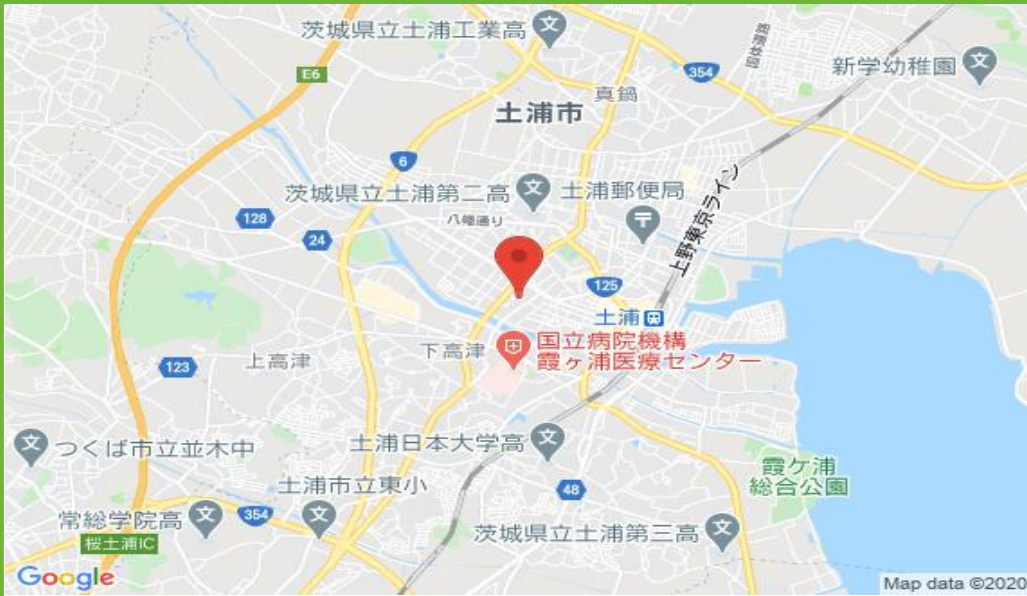 茨城県立土浦工業高
E6
354
新学幼稚園
真鍋
土浦市
6
茨城県立土浦第二高
土浦郵便局
128
八幡通り
24
上野東京ライン
125
土浦
国立病院機構
霞ヶ浦医療センター
下高津
上高津
123
つくば市立並木中
土浦日本大学高
霞ケ浦
総合公園
土浦市立東小
48
常総学院高
354
茨城県立土浦第三高
桜土浦IC
Google
Map data ©2020